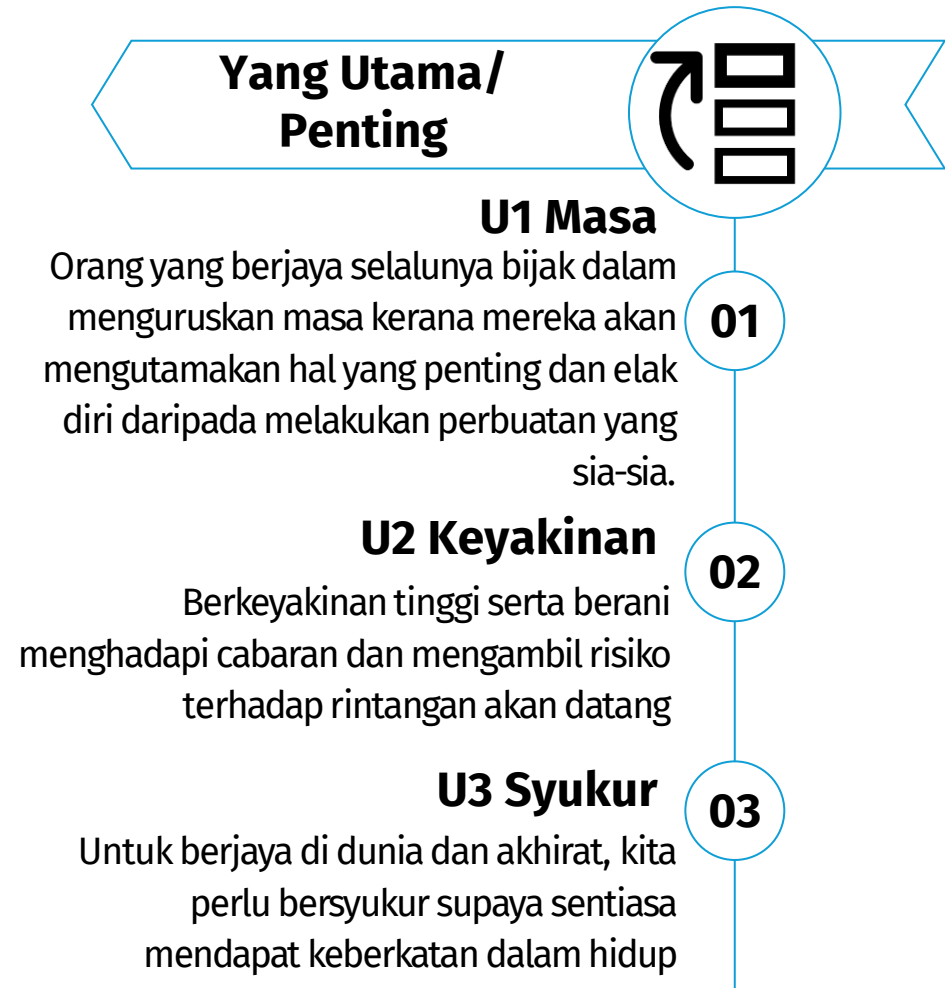 Yang Utama/
Penting
U1 Masa
Orang yang berjaya selalunya bijak dalam
menguruskan masa kerana mereka akan
mengutamakan hal yang penting dan elak
diri daripada melakukan perbuatan yang
sia-sia.
01
U2 Keyakinan
Berkeyakinan tinggi serta berani
menghadapi cabaran dan mengambil risiko
terhadap rintangan akan datang
02
U3 Syukur
Untuk berjaya di dunia dan akhirat, kita
perlu bersyukur supaya sentiasa
mendapat keberkatan dalam hidup
03